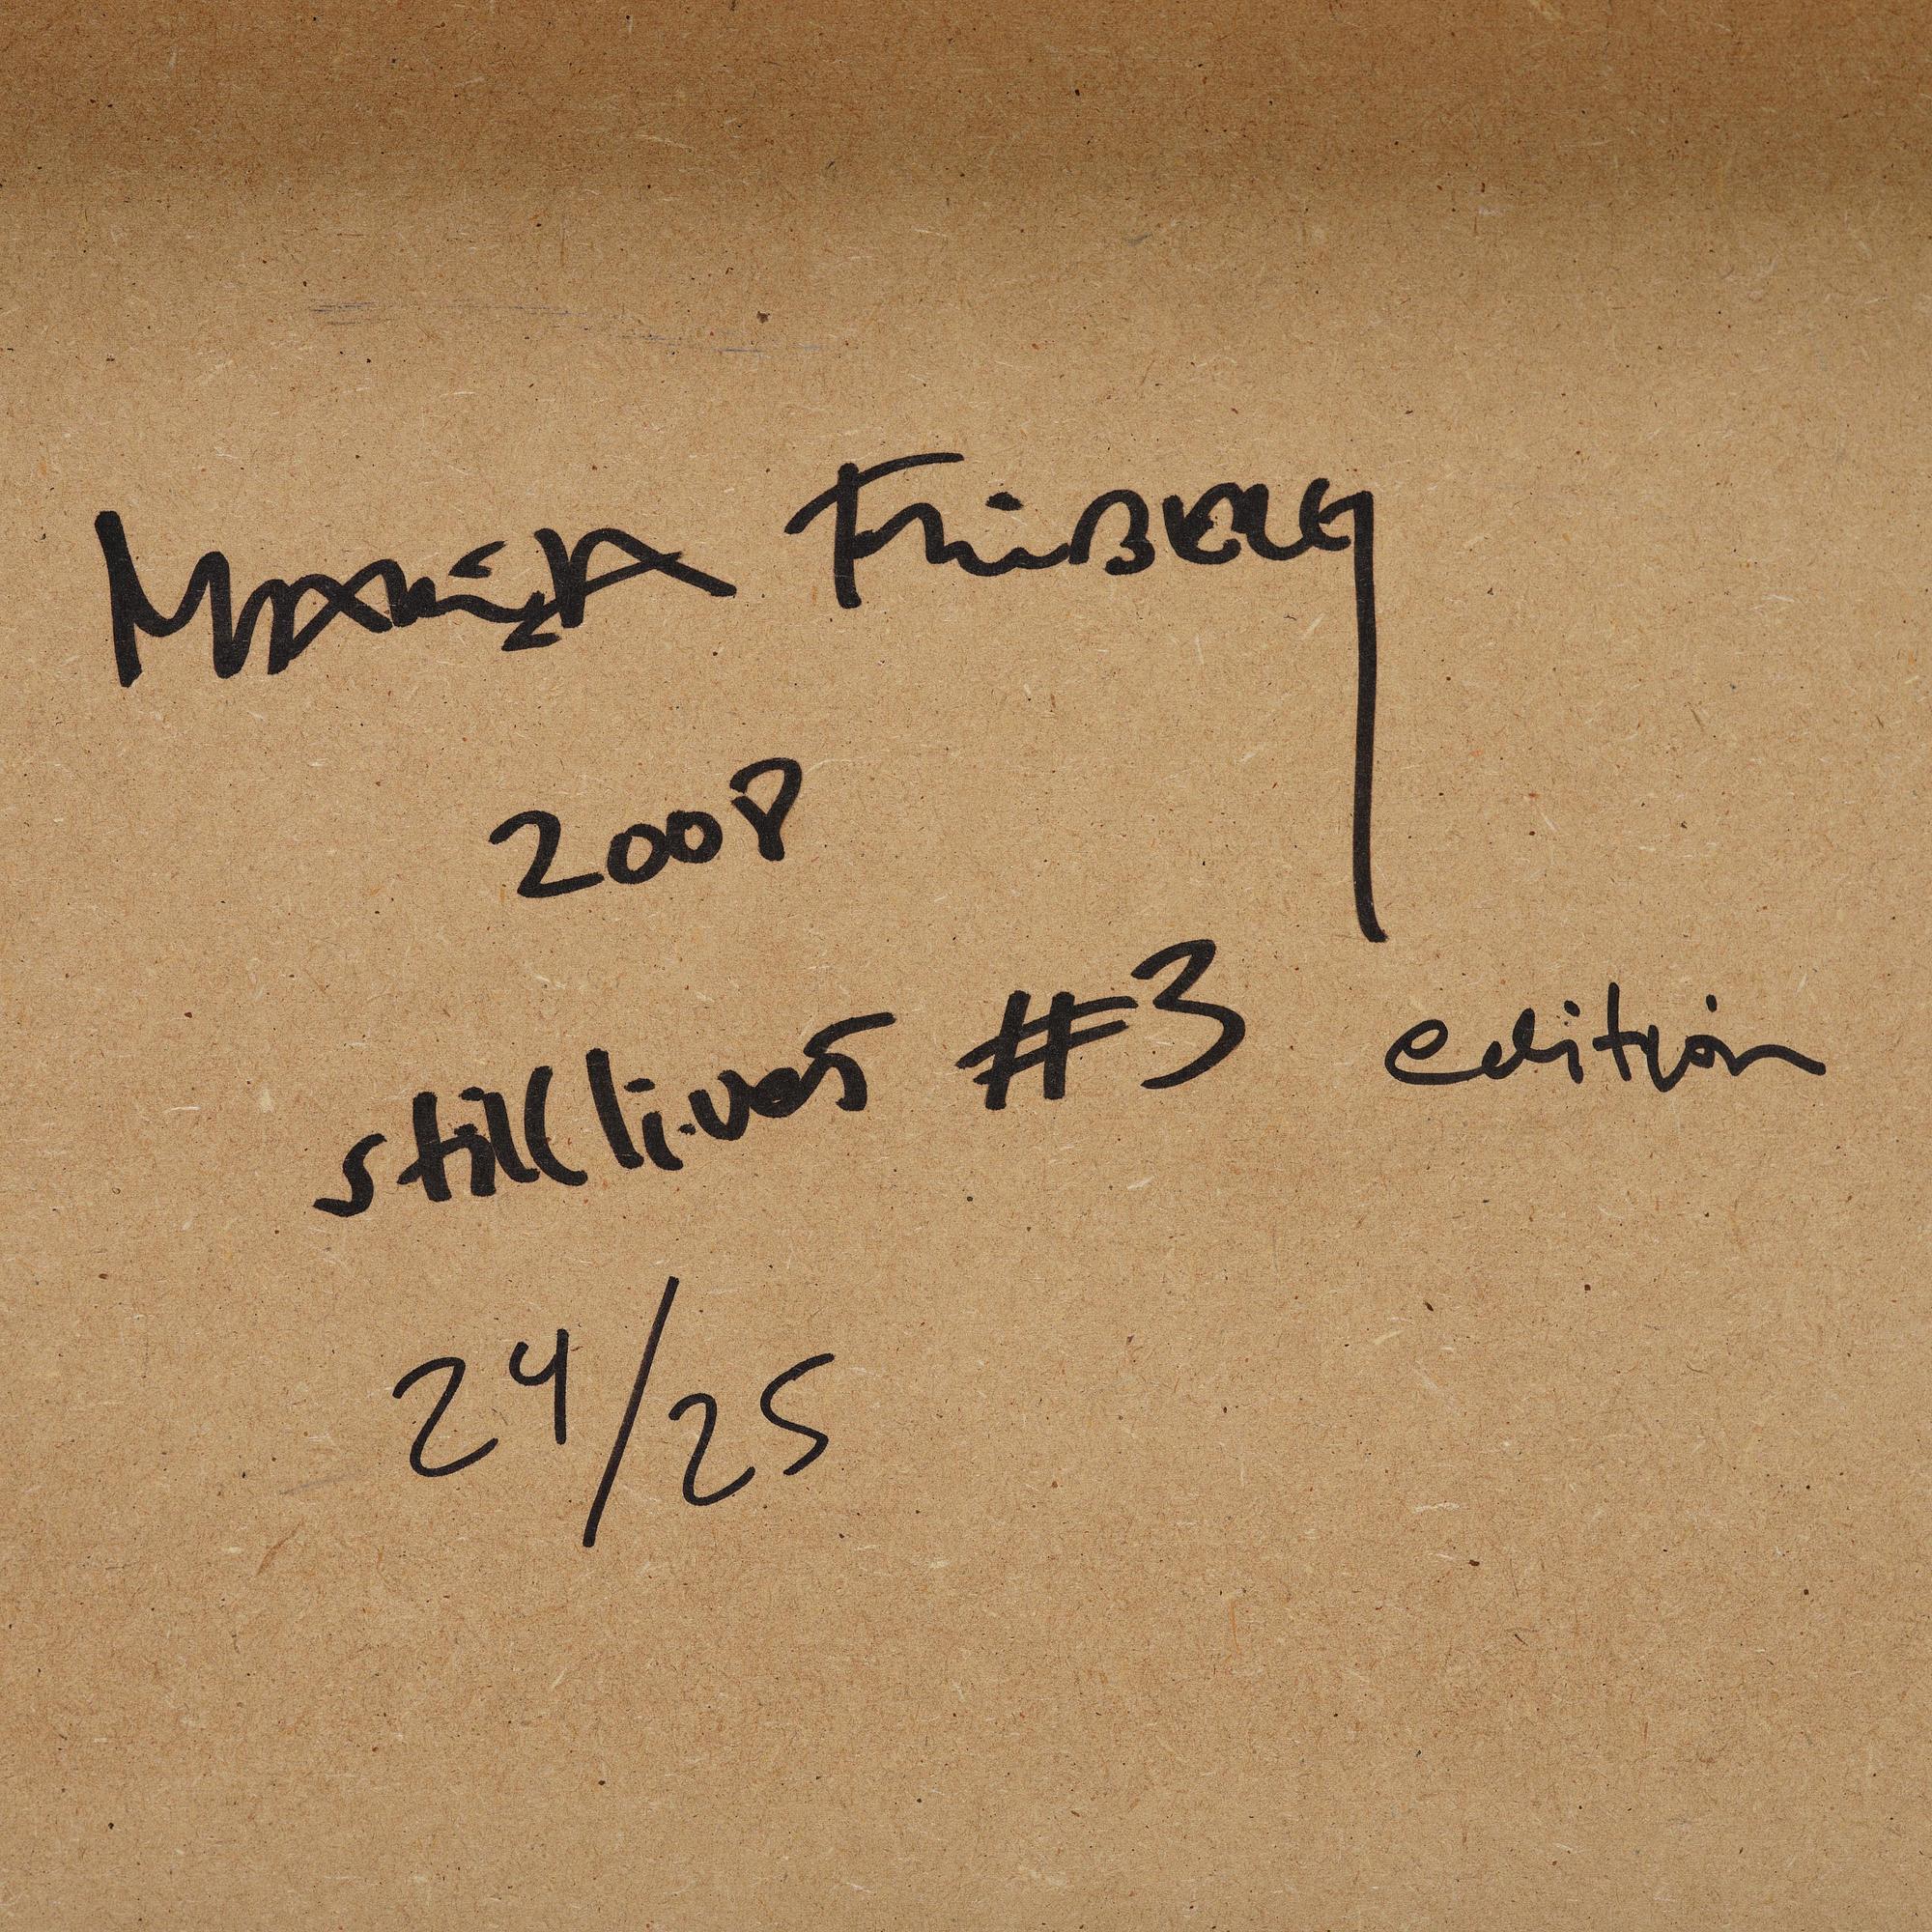 Maria Friberg
2008
still lives #3 edition
24/25